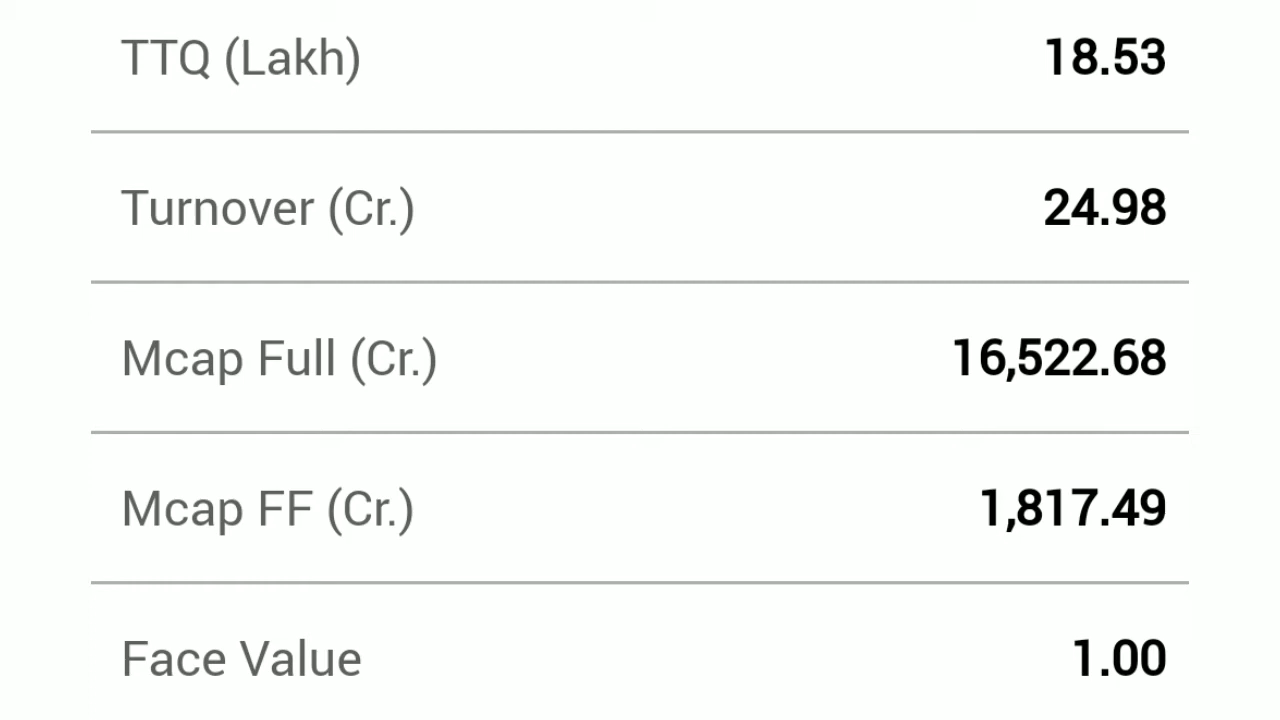 TTQ (Lakh) 18.53
Turnover (Cr.) 24.98
Mcap Full (Cr.) 16,522.68
Mcap FF (Cr.) 1,817.49
Face Value 1.00